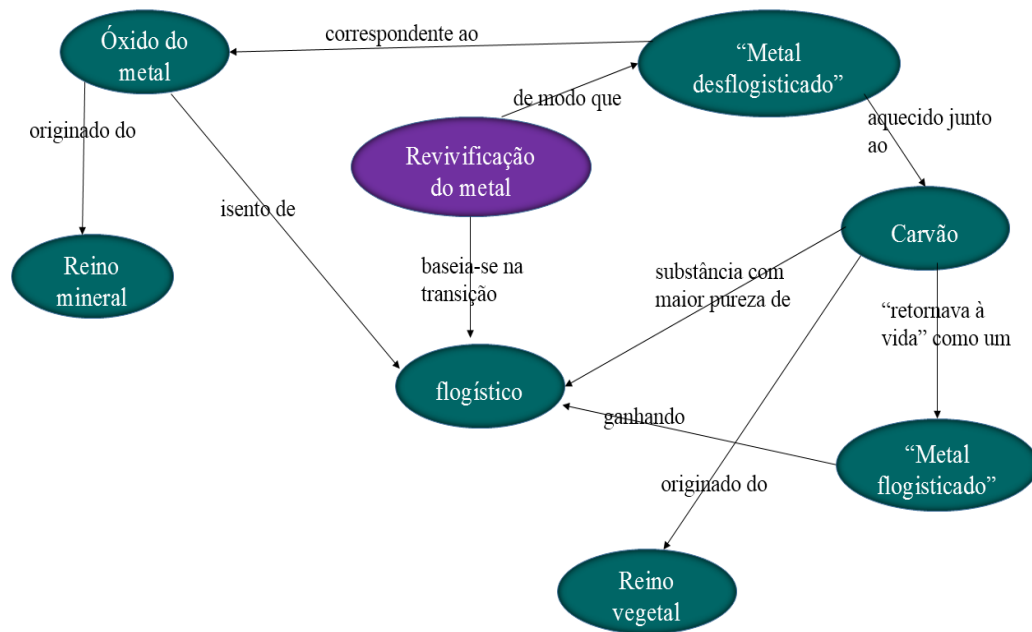 Óxido do
metal
correspondente ao
“Metal
desflogisticado”
de modo que
originado do
aquecido junto
ao
Revivificação
do metal
isento de
Carvão
Reino
mineral
baseia-se na
transição
substância com
maior pureza de
“retornava à
vida” como um
flogístico
ganhando
“Metal
flogisticado”
originado do
Reino
vegetal